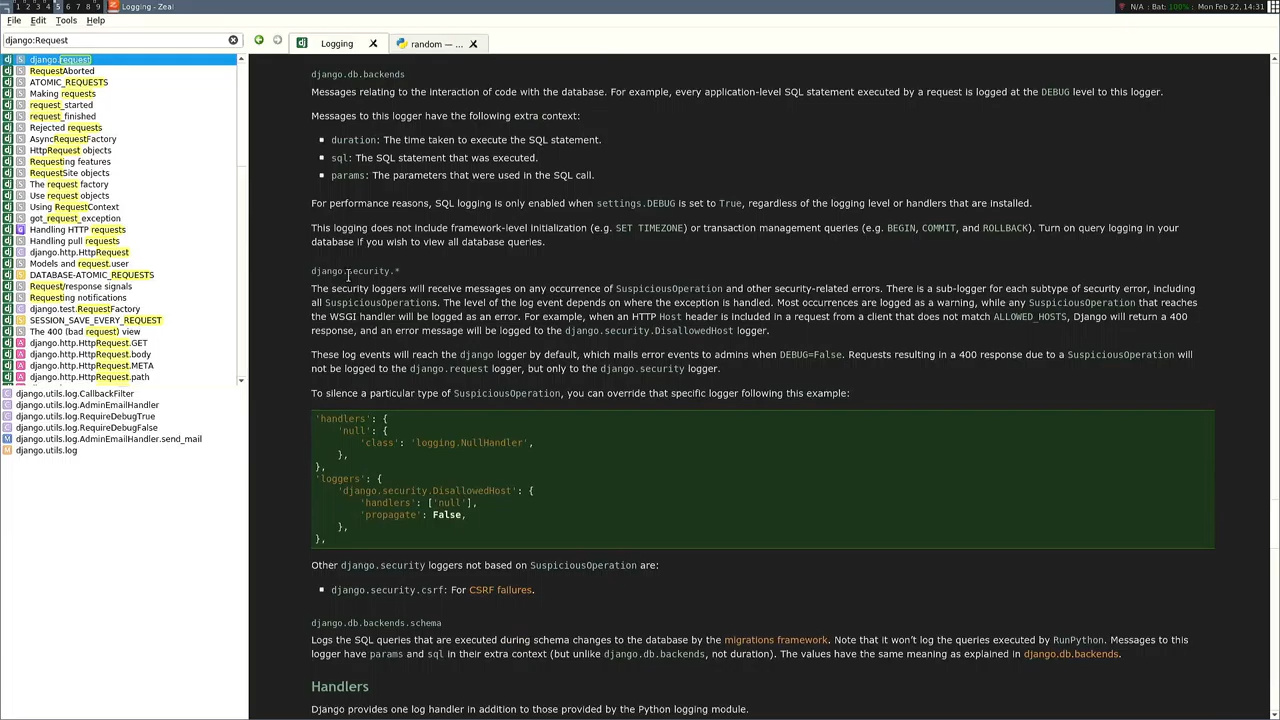 1 2 3 4 5 6 7 8 9 Logging - Zeal N/A | Bat: 100% | Mon Feb 22, 14:31
File Edit Tools Help
django:Request
Logging
random — ...
django.request
RequestAborted
ATOMIC_REQUESTS
Making requests
request_started
request_finished
Rejected requests
AsyncRequestFactory
HttpRequest objects
Requesting features
RequestSite objects
The request factory
Use request objects
Using RequestContext
got_request_exception
Handling HTTP requests
Handling pull requests
django.http.HttpRequest
Models and request.user
DATABASE-ATOMIC_REQUESTS
Request/response signals
Requesting notifications
django.test.RequestFactory
SESSION_SAVE_EVERY_REQUEST
The 400 (bad request) view
django.http.HttpRequest.GET
django.http.HttpRequest.body
django.http.HttpRequest.META
django.http.HttpRequest.path
django.utils.log.CallbackFilter
django.utils.log.AdminEmailHandler
django.utils.log.RequireDebugTrue
django.utils.log.RequireDebugFalse
django.utils.log.AdminEmailHandler.send_mail
django.utils.log
django.db.backends
Messages relating to the interaction of code with the database. For example, every application-level SQL statement executed by a request is logged at the DEBUG level to this logger.
Messages to this logger have the following extra context:
duration: The time taken to execute the SQL statement.
sql: The SQL statement that was executed.
params: The parameters that were used in the SQL call.
For performance reasons, SQL logging is only enabled when settings.DEBUG is set to True, regardless of the logging level or handlers that are installed.
This logging does not include framework-level initialization (e.g. SET TIMEZONE) or transaction management queries (e.g. BEGIN, COMMIT, and ROLLBACK). Turn on query logging in your
database if you wish to view all database queries.
django.security.*
The security loggers will receive messages on any occurrence of SuspiciousOperation and other security-related errors. There is a sub-logger for each subtype of security error, including
all SuspiciousOperations. The level of the log event depends on where the exception is handled. Most occurrences are logged as a warning, while any SuspiciousOperation that reaches
the WSGI handler will be logged as an error. For example, when an HTTP Host header is included in a request from a client that does not match ALLOWED_HOSTS, Django will return a 400
response, and an error message will be logged to the django.security.DisallowedHost logger.
These log events will reach the django logger by default, which mails error events to admins when DEBUG=False. Requests resulting in a 400 response due to a SuspiciousOperation will
not be logged to the django.request logger, but only to the django.security logger.
To silence a particular type of SuspiciousOperation, you can override that specific logger following this example:
'handlers': {
'null': {
'class': 'logging.NullHandler',
},
},
'loggers': {
'django.security.DisallowedHost': {
'handlers': ['null'],
'propagate': False,
},
},
Other django.security loggers not based on SuspiciousOperation are:
django.security.csrf: For CSRF failures.
django.db.backends.schema
Logs the SQL queries that are executed during schema changes to the database by the migrations framework. Note that it won't log the queries executed by RunPython. Messages to this
logger have params and sql in their extra context (but unlike django.db.backends, not duration). The values have the same meaning as explained in django.db.backends.
Handlers
Django provides one log handler in addition to those provided by the Python logging module.